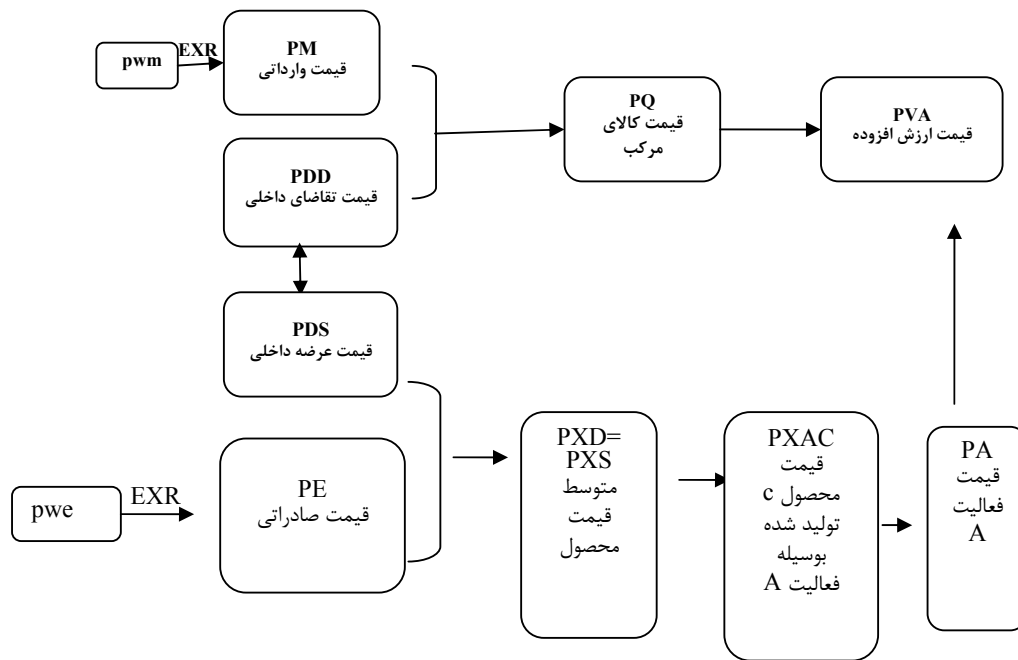 pwm
EXR
PM
قیمت وارداتی
PDD
قیمت تقاضای داخلی
PQ
قیمت کالای
مرکب
PVA
قیمت ارزش افزوده
PDS
قیمت عرضه داخلی
pwe
EXR
PE
قیمت صادراتی
PXD=
PXS
متوسط
قیمت
محصول
PXAC
قیمت
محصول c
تولید شده
بوسیله
فعالیت A
PA
قیمت
فعالیت
A